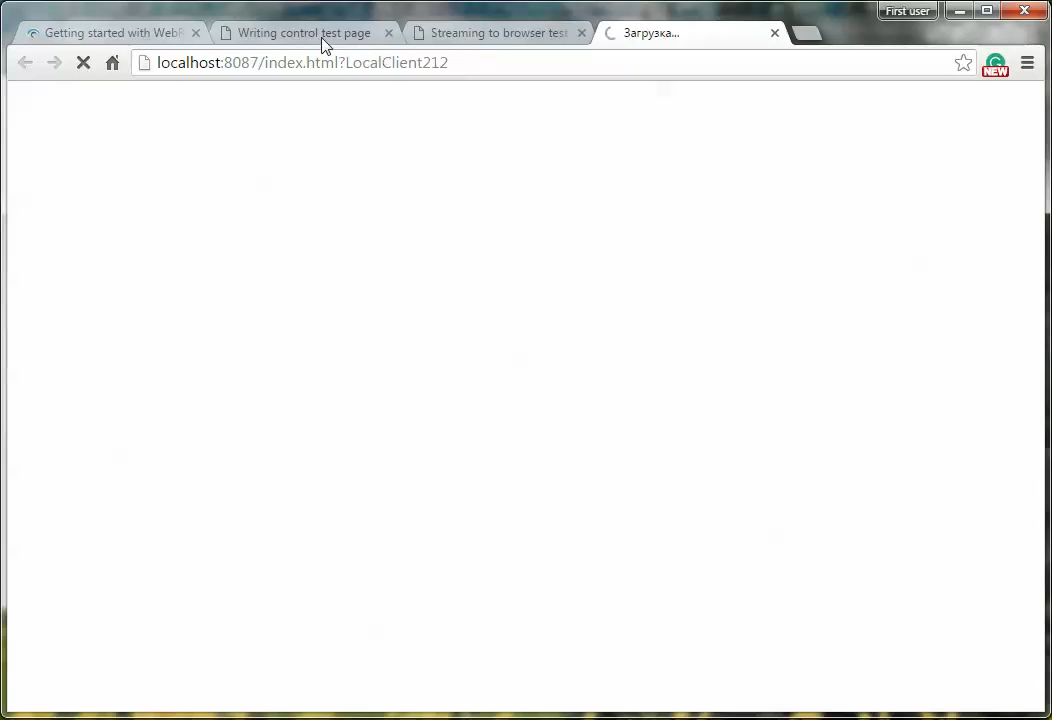 First user
Getting started with WebR
Writing control test page
Streaming to browser test
Загрузка...
localhost:8087/index.html?LocalClient212
NEW